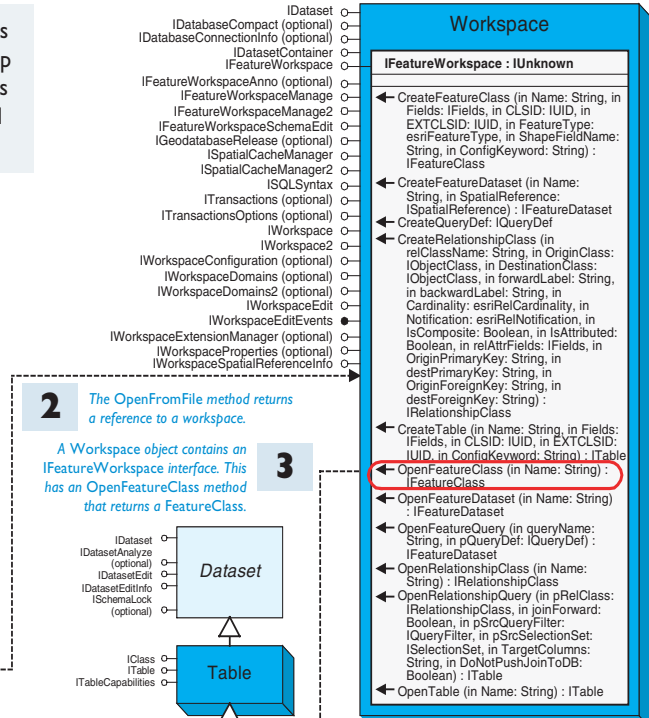 s
p
s
l
IDataset
IDatabaseCompact (optional)
IDatabaseConnectionInfo (optional)
IDatasetContainer
IFeatureWorkspace
IFeatureWorkspaceAnno (optional)
IFeatureWorkspaceManage
IFeatureWorkspaceManage2
IFeatureWorkspaceSchemaEdit
IGeodatabaseRelease (optional)
ISpatialCacheManager
ISpatialCacheManager2
ISQLSyntax
ITransactions (optional)
ITransactionsOptions (optional)
IWorkspace
IWorkspace2
IWorkspaceConfiguration (optional)
IWorkspaceDomains (optional)
IWorkspaceDomains2 (optional)
IWorkspaceEdit
IWorkspaceEditEvents
IWorkspaceExtensionManager (optional)
IWorkspaceProperties (optional)
IWorkspaceSpatialReferenceInfo
Workspace
IFeatureWorkspace : IUnknown
CreateFeatureClass (in Name: String, in
Fields: IFields, in CLSID: IUID, in
EXTCLSID: IUID, in FeatureType:
esriFeatureType, in ShapeFieldName:
String, in ConfigKeyword: String) :
IFeatureClass
CreateFeatureDataset (in Name:
String, in SpatialReference:
ISpatialReference) : IFeatureDataset
CreateQueryDef: IQueryDef
CreateRelationshipClass (in
relClassName: String, in OriginClass:
IObjectClass, in DestinationClass:
IObjectClass, in forwardLabel: String,
in backwardLabel: String, in
Cardinality: esriRelCardinality, in
Notification: esriRelNotification, in
IsComposite: Boolean, in IsAttributed:
Boolean, in relAttrFields: IFields, in
OriginPrimaryKey: String, in
destPrimaryKey: String, in
OriginForeignKey: String, in
destForeignKey: String) :
IRelationshipClass
CreateTable (in Name: String, in Fields:
IFields, in CLSID: IUID, in EXTCLSID:
IUID, in ConfigKeyword: String) : ITable
OpenFeatureClass (in Name: String) :
IFeatureClass
OpenFeatureDataset (in Name: String)
: IFeatureDataset
OpenFeatureQuery (in queryName:
String, in pQueryDef: IQueryDef) :
IFeatureDataset
OpenRelationshipClass (in Name:
String) : IRelationshipClass
OpenRelationshipQuery (in pRelClass:
IRelationshipClass, in joinForward:
Boolean, in pSrcQueryFilter:
IQueryFilter, in pSrcSelectionSet:
ISelectionSet, in TargetColumns:
String, in DoNotPushJoinToDB:
Boolean) : ITable
OpenTable (in Name: String) : ITable
2
The OpenFromFile method returns
a reference to a workspace.
A Workspace object contains an
IFeatureWorkspace interface. This
has an OpenFeatureClass method
that returns a FeatureClass.
3
IDataset
IDatasetAnalyze
(optional)
IDatasetEdit
IDatasetEditInfo
ISchemaLock
(optional)
Dataset
IClass
ITable
ITableCapabilities
Table